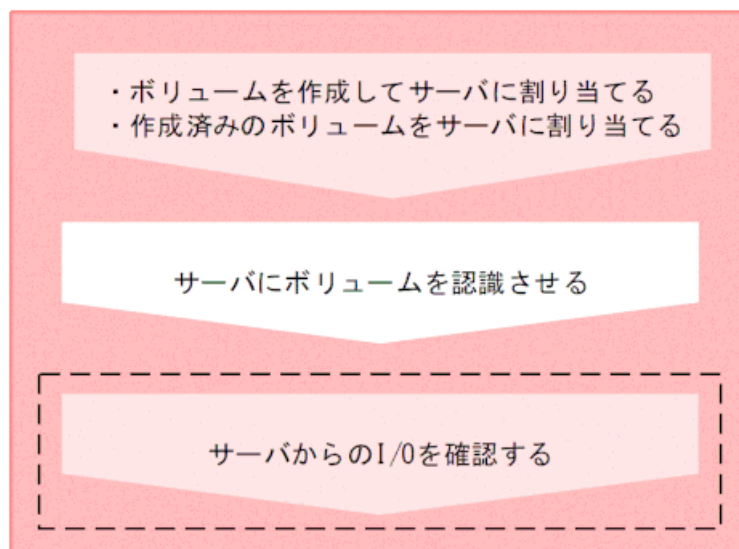 ・ボリュームを作成してサーバに割り当てる
・作成済みのボリュームをサーバに割り当てる
サーバにボリュームを認識させる
サーバからのI/Oを確認する